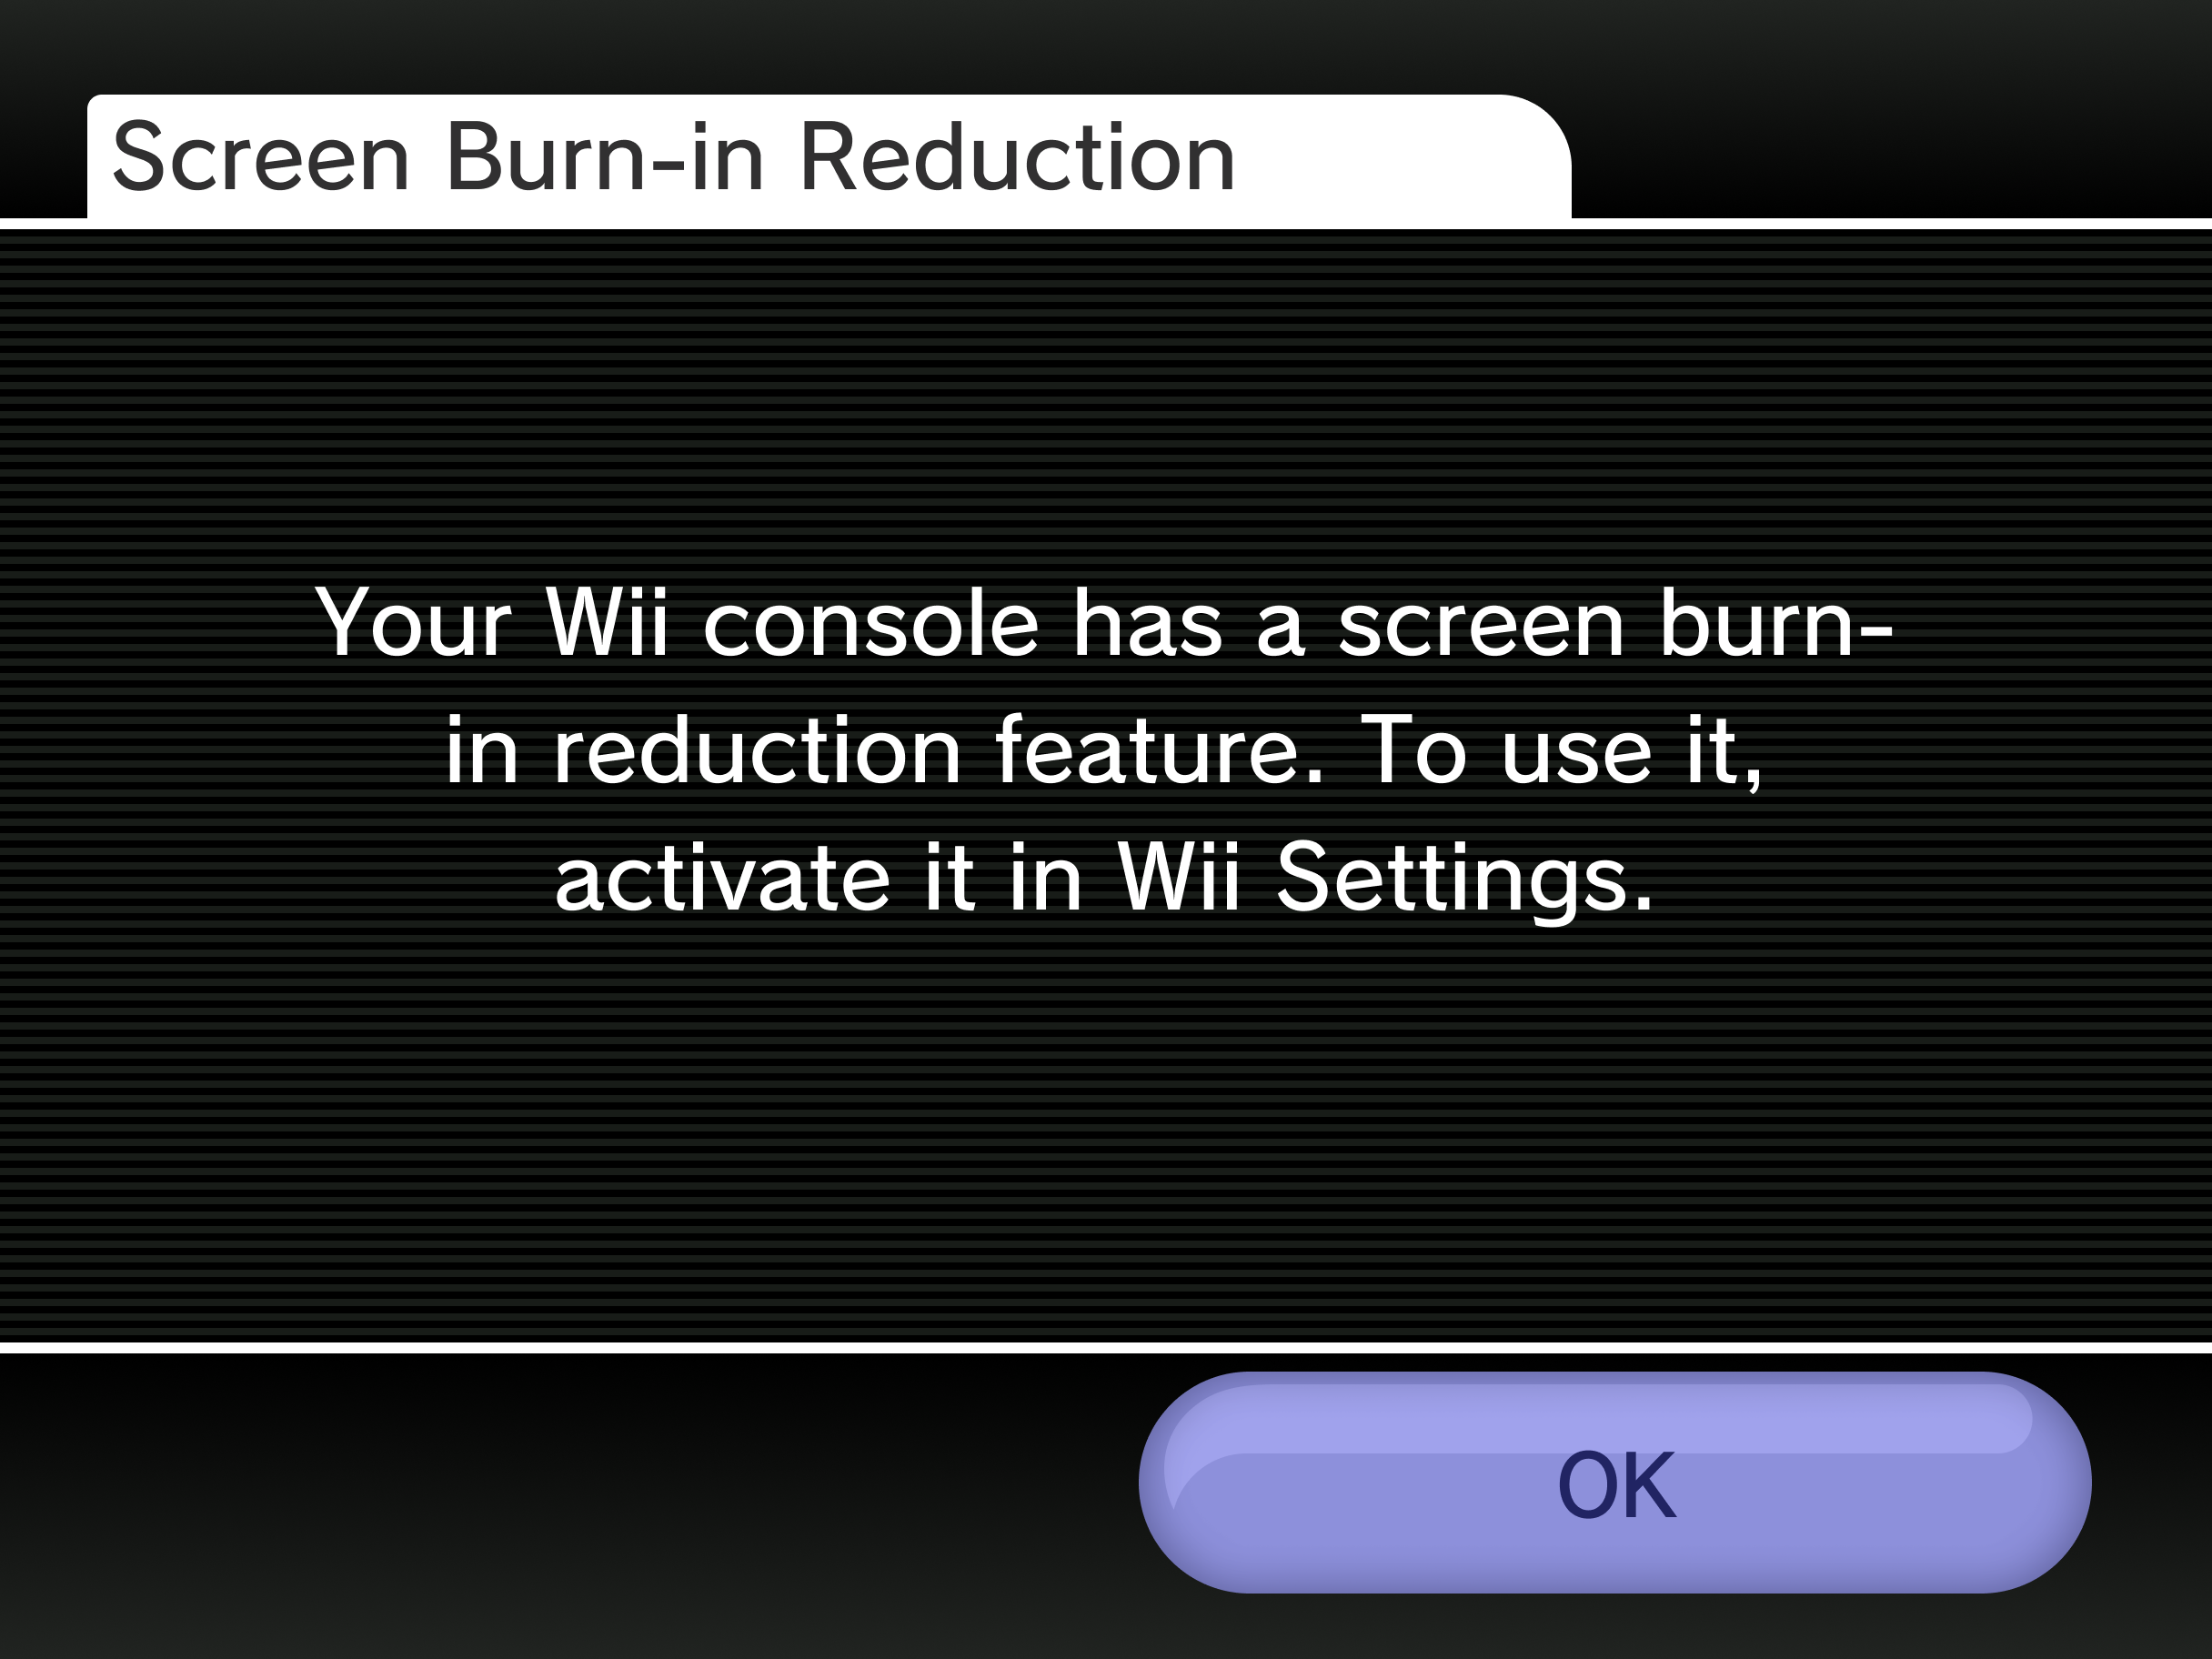 Screen Burn-in Reduction
Your Wii console has a screen burn-
in reduction feature. To use it,
activate it in Wii Settings.
OK